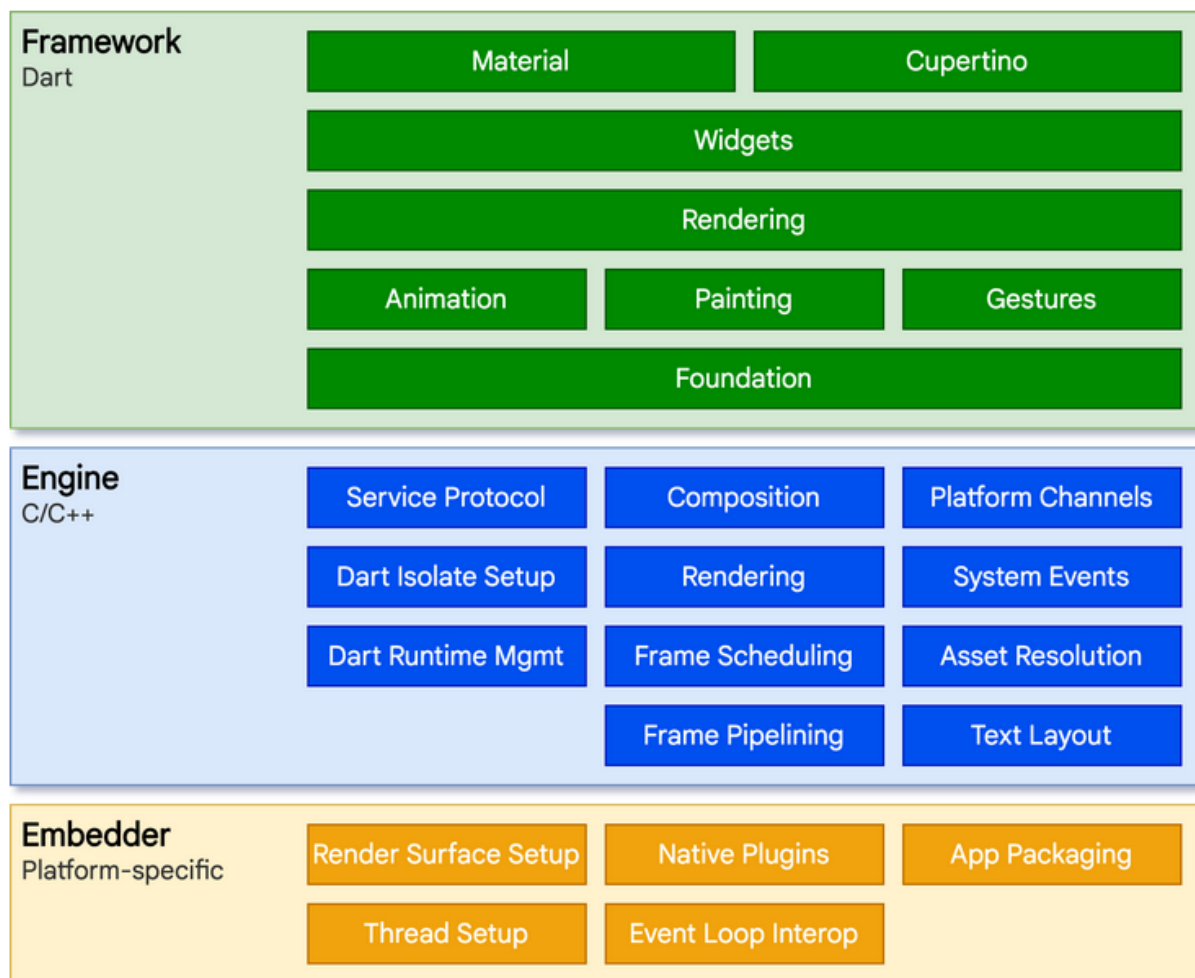 Framework
Dart
Material
Cupertino
Widgets
Rendering
Animation
Painting
Gestures
Foundation
Engine
C/C++
Service Protocol
Composition
Platform Channels
Dart Isolate Setup
Rendering
System Events
Dart Runtime Mgmt
Frame Scheduling
Asset Resolution
Frame Pipelining
Text Layout
Embedder
Platform-specific
Render Surface Setup
Native Plugins
App Packaging
Thread Setup
Event Loop Interop